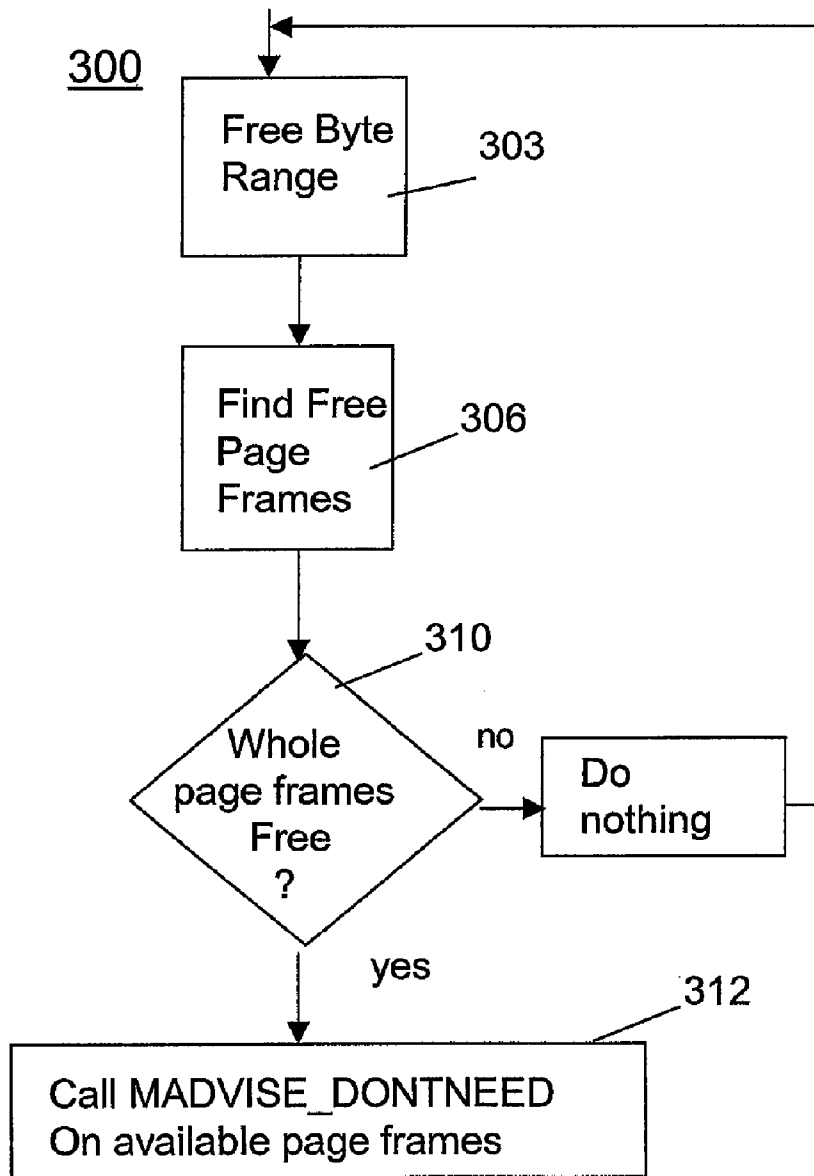 300
Free Byte
Range
303
Find Free
Page
Frames
306
310
Whole
page frames
Free
?
no
Do
nothing
yes
312
Call MADVISE_DONTNEED
On available page frames